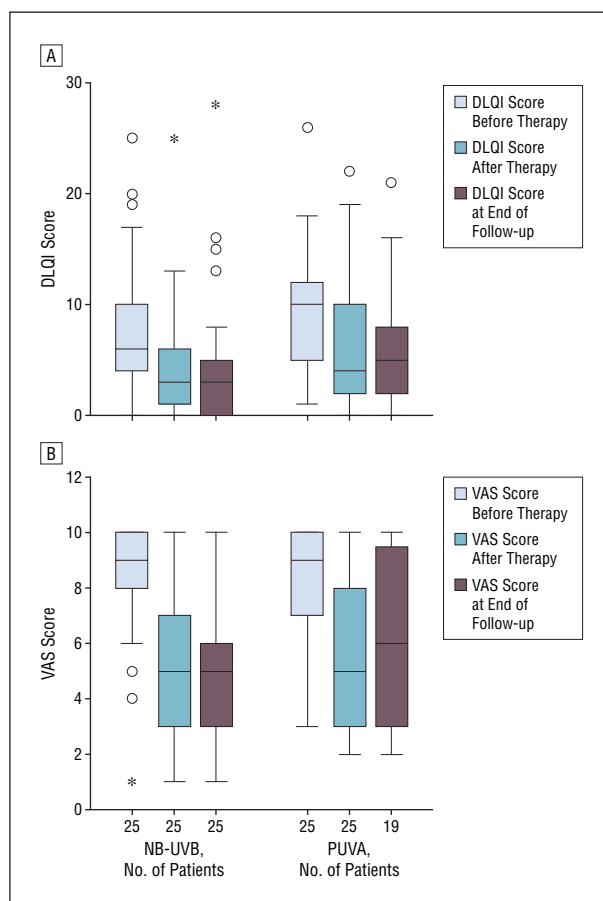 A
30
20
10
0
DLQI Score
DLQI Score
Before Therapy
DLQI Score
After Therapy
DLQI Score
at End of
Follow-up
B
12
10
8
6
4
2
0
VAS Score
VAS Score
Before Therapy
VAS Score
After Therapy
VAS Score
at End of
Follow-up
25 25 25 25 25 19
NB-UVB,
No. of Patients
PUVA,
No. of Patients